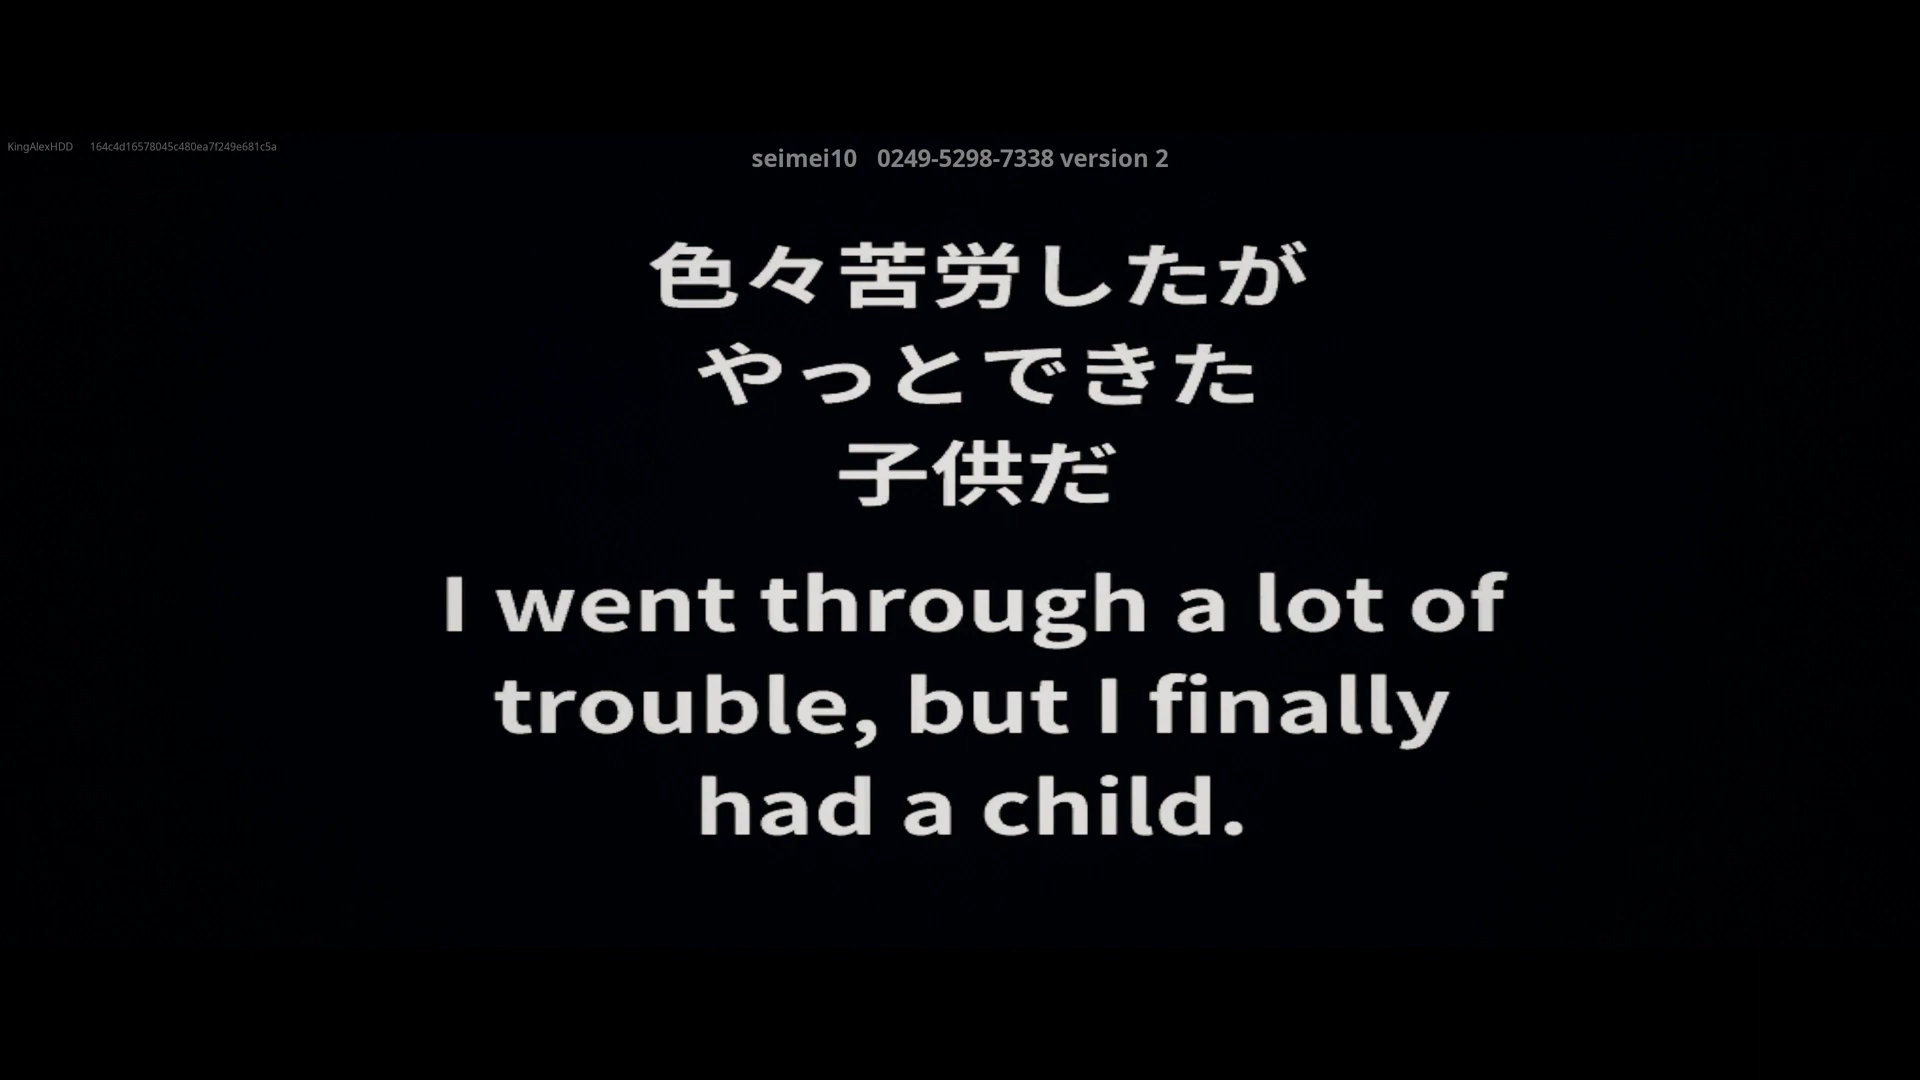 KingAlexHDD 164c4d16578045c480ea7f249e681c5a
seimei10 0249-5298-7338 version 2
色々苦労したが
やっとできた
子供だ
I went through a lot of
trouble, but I finally
had a child.